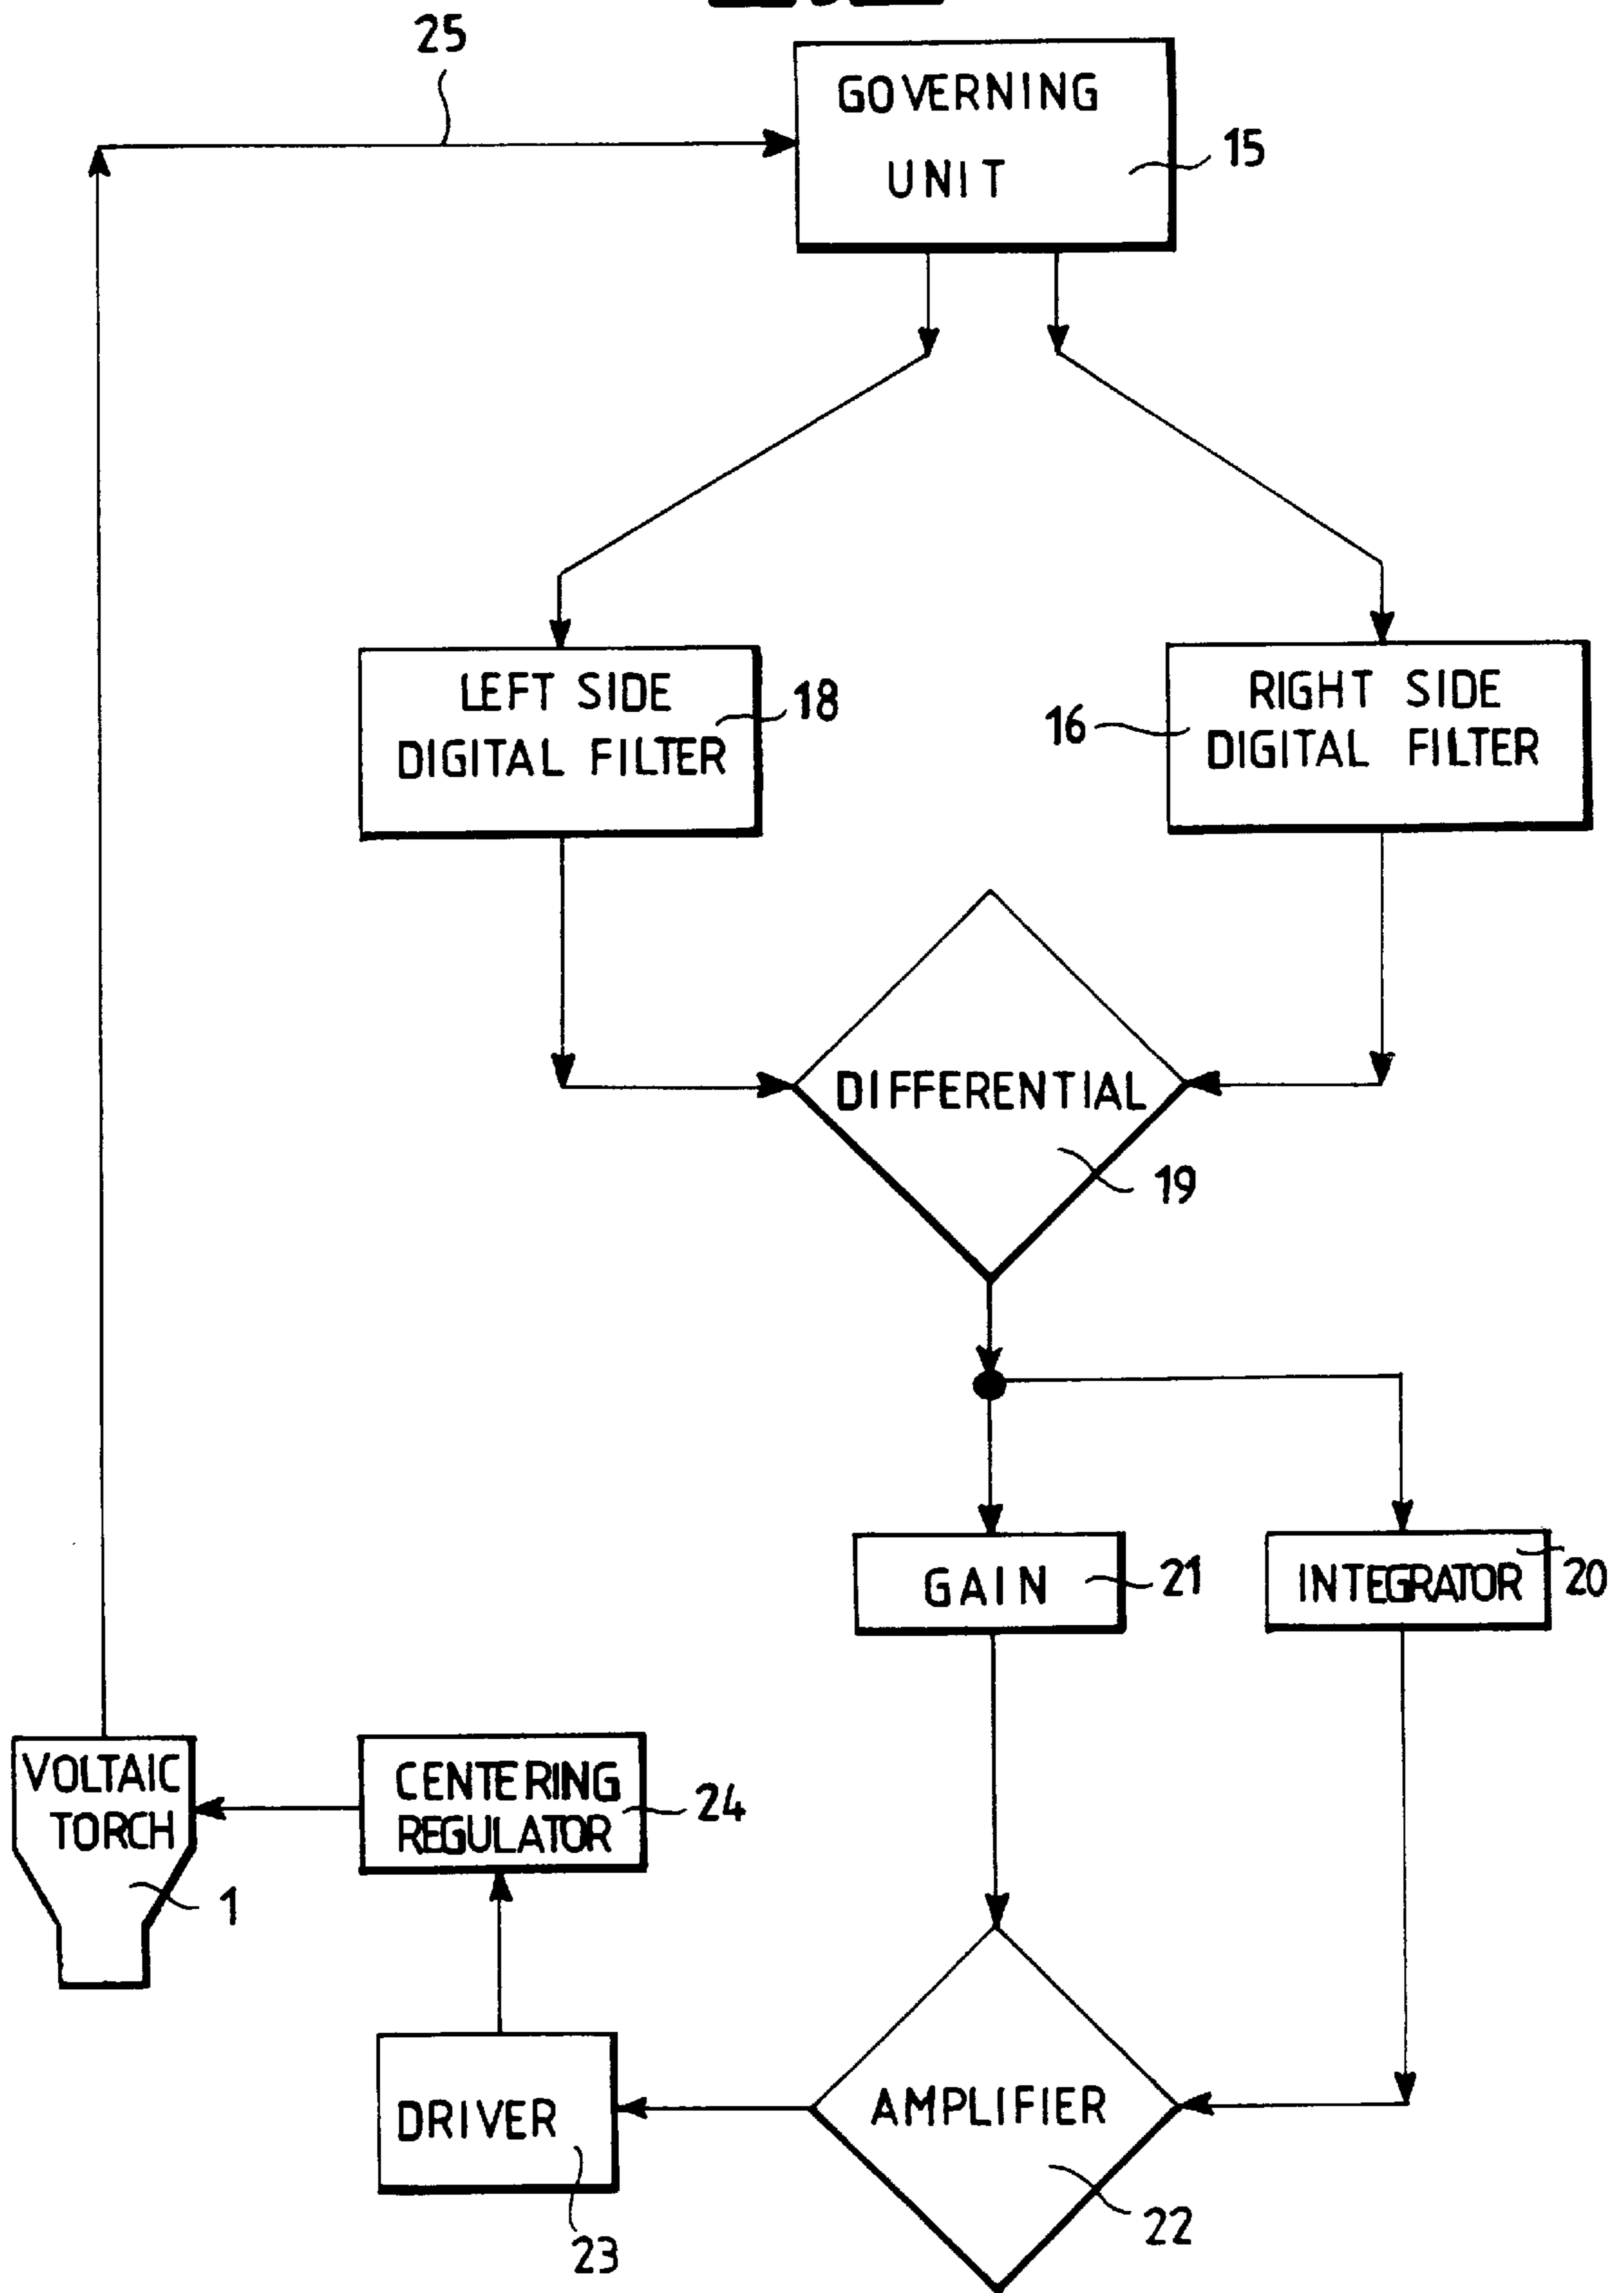 25
GOVERNING
UNIT
15
LEFT SIDE
DIGITAL FILTER
18
16
RIGHT SIDE
DIGITAL FILTER
DIFFERENTIAL
19
GAIN
21
INTEGRATOR
20
VOLTAIC
TORCH
1
CENTERING
REGULATOR
24
DRIVER
23
AMPLIFIER
22